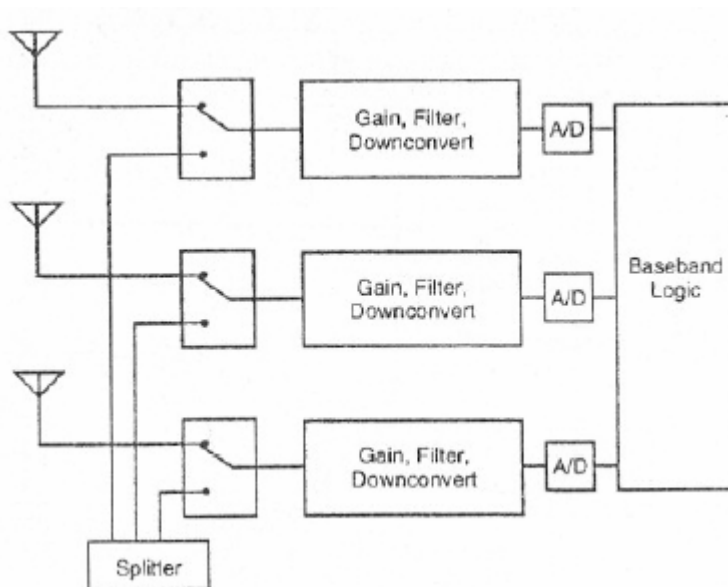 Gain, Filter,
Downconvert
A/D
Gain, Filter,
Downconvert
A/D
Baseband
Logic
Gain, Filter,
Downconvert
A/D
Splitter